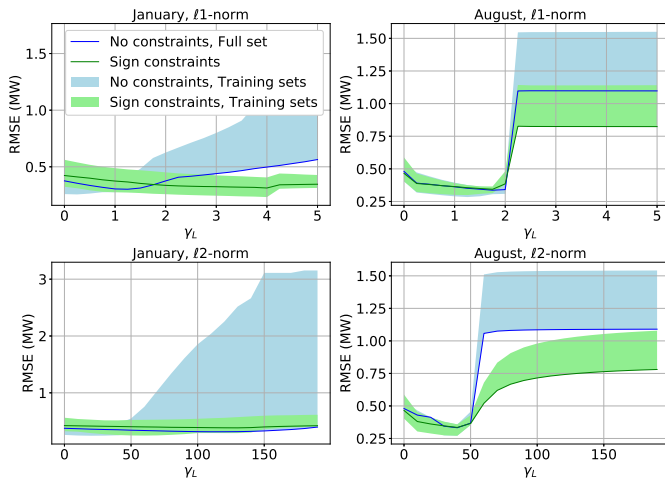 January, ℓ1-norm
RMSE (MW)
1.5
1.0
0.5
No constraints, Full set
Sign constraints
No constraints, Training sets
Sign constraints, Training sets
0 1 2 3 4 5
γL
August, ℓ1-norm
RMSE (MW)
1.50
1.25
1.00
0.75
0.50
0.25
0 1 2 3 4 5
γL
January, ℓ2-norm
RMSE (MW)
3
2
1
0 50 100 150
γL
August, ℓ2-norm
RMSE (MW)
1.50
1.25
1.00
0.75
0.50
0.25
0 50 100 150
γL